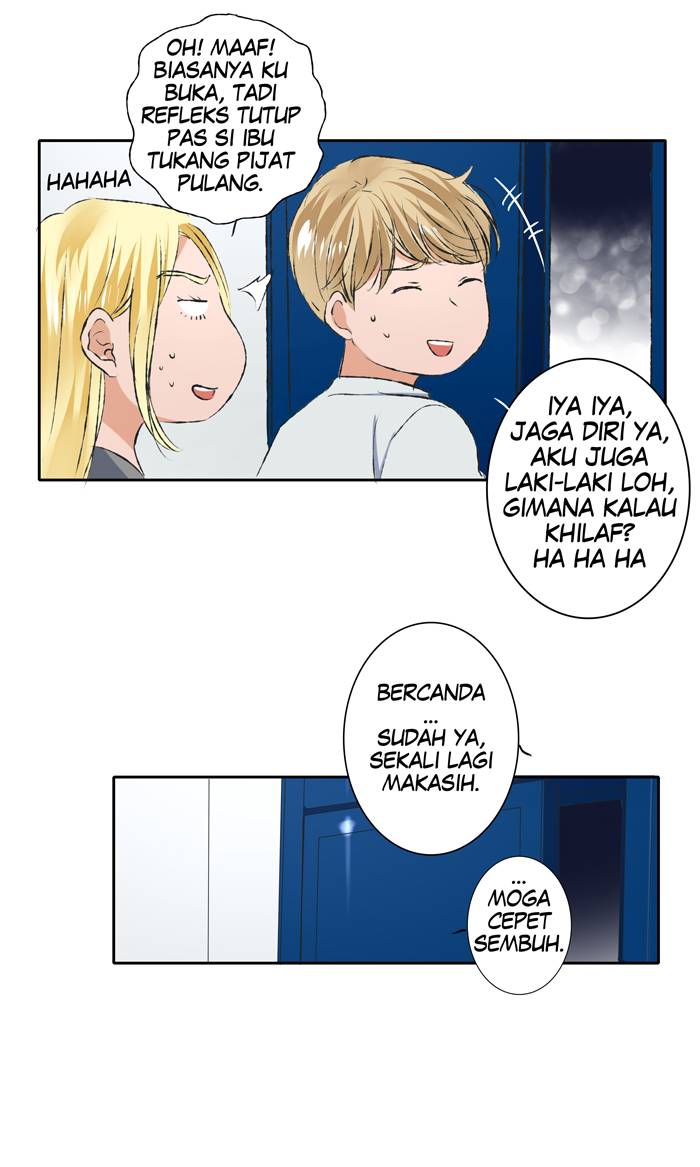 OH! MAAF!
BIASANYA KU
BUKA, TADI
REFLEKS TUTUP
PAS SI IBU
TUKANG PIJAT
PULANG.
HAHAHA
IYA IYA,
JAGA DIRI YA,
AKU JUGA
LAKI-LAKI LOH,
GIMANA KALAU
KHILAF?
HA HA HA
BERCANDA
...
SUDAH YA,
SEKALI LAGI
MAKASIH.
...
MOGA
CEPET
SEMBUH.